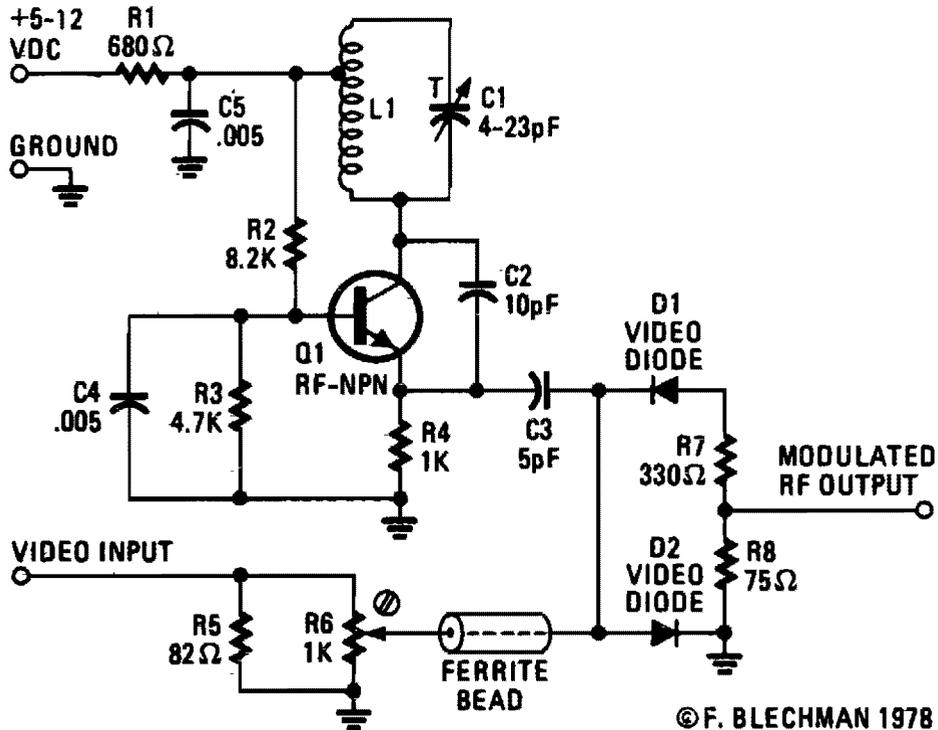 +5-12
VDC
R1
680Ω
C5
.005
L1
T
C1
4-23pF
GROUND
R2
8.2K
C2
10pF
Q1
RF-NPN
D1
VIDEO
DIODE
C4
.005
R3
4.7K
R4
1K
C3
5pF
R7
330Ω
MODULATED
RF OUTPUT
VIDEO INPUT
D2
VIDEO
DIODE
R8
75Ω
R5
82Ω
R6
1K
FERRITE
BEAD
©F. BLECHMAN 1978